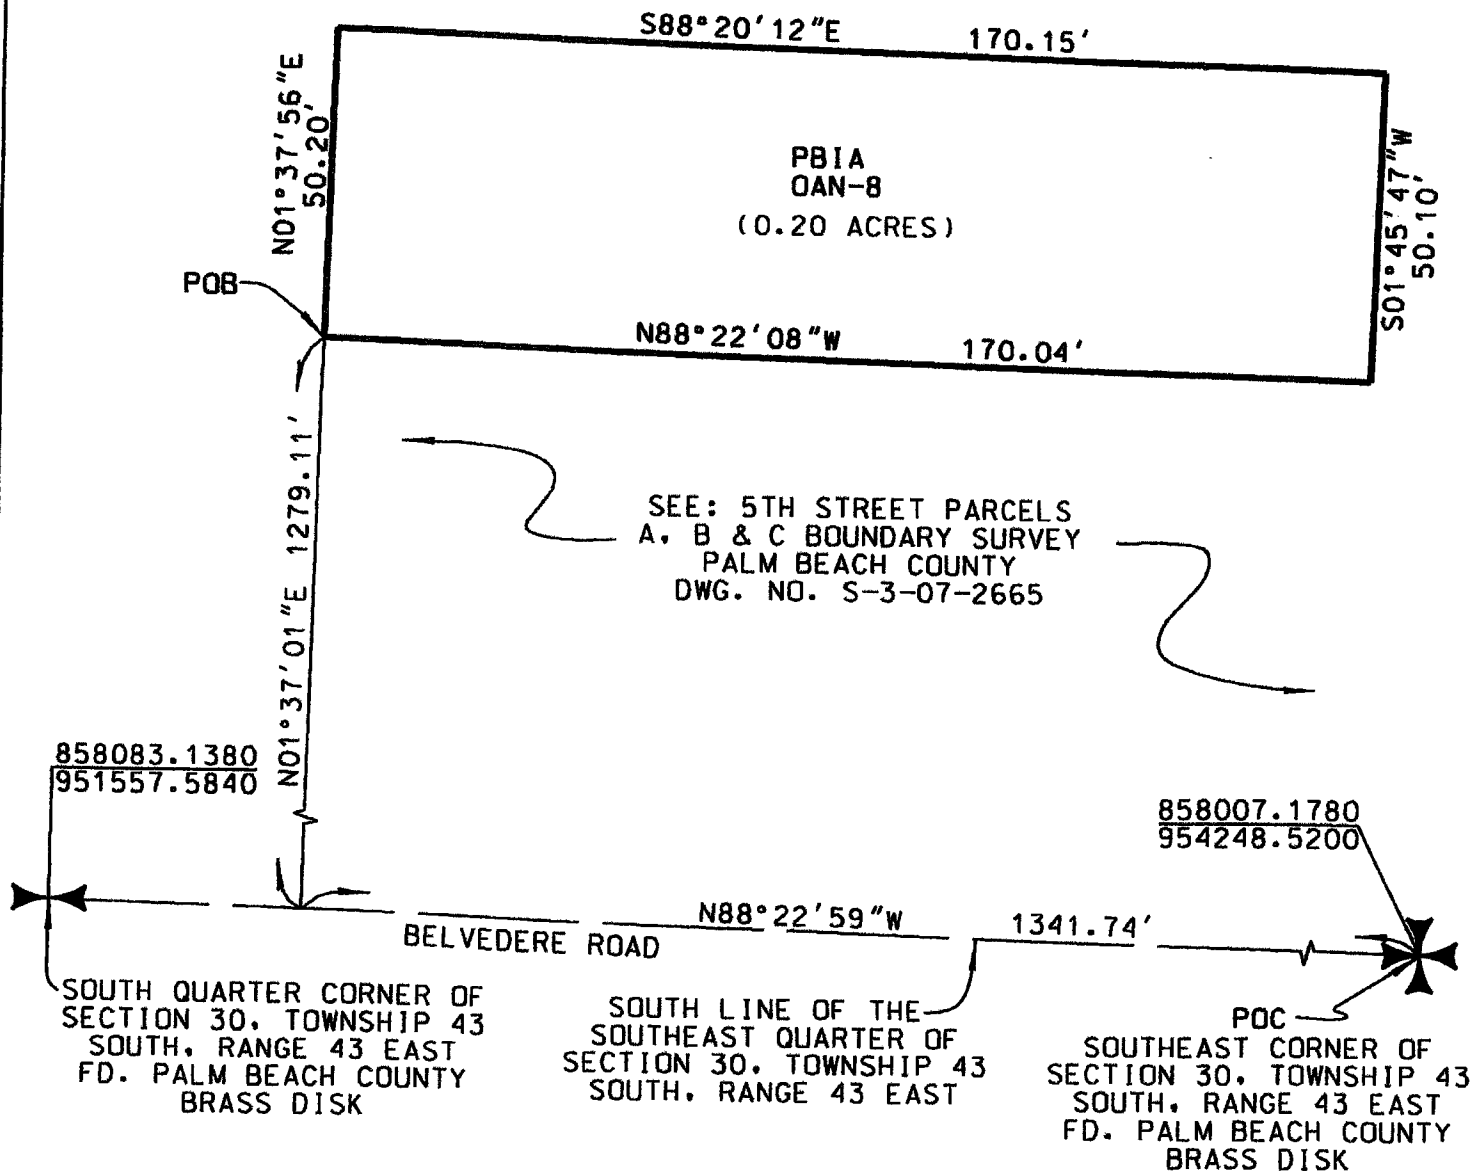 S88°20'12"E 170.15'
N01°37'56"E
50.20'
PBIA
OAN-8
(0.20 ACRES)
S01°45'47"W
50.10'
POB
N88°22'08"W 170.04'
N01°37'01"E 1279.11'
SEE: 5TH STREET PARCELS
A, B & C BOUNDARY SURVEY
PALM BEACH COUNTY
DWG. NO. S-3-07-2665
858083.1380
951557.5840
858007.1780
954248.5200
N88°22'59"W 1341.74'
BELVEDERE ROAD
SOUTH QUARTER CORNER OF
SECTION 30, TOWNSHIP 43
SOUTH, RANGE 43 EAST
FD. PALM BEACH COUNTY
BRASS DISK
SOUTH LINE OF THE
SOUTHEAST QUARTER OF
SECTION 30, TOWNSHIP 43
SOUTH, RANGE 43 EAST
POC
SOUTHEAST CORNER OF
SECTION 30, TOWNSHIP 43
SOUTH, RANGE 43 EAST
FD. PALM BEACH COUNTY
BRASS DISK